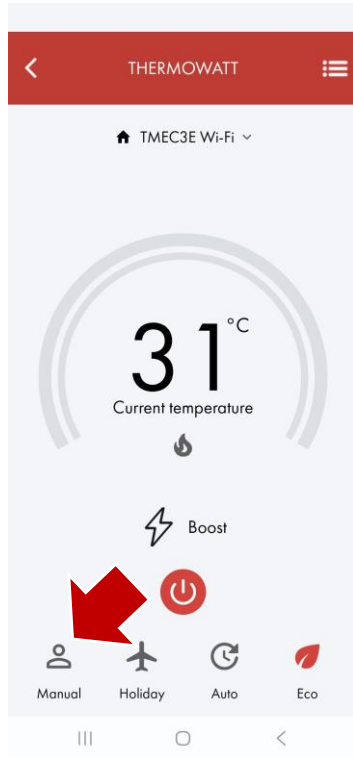 THERMOWATT
TMEC3E Wi-Fi
31°C
Current temperature
Boost
Manual Holiday Auto Eco